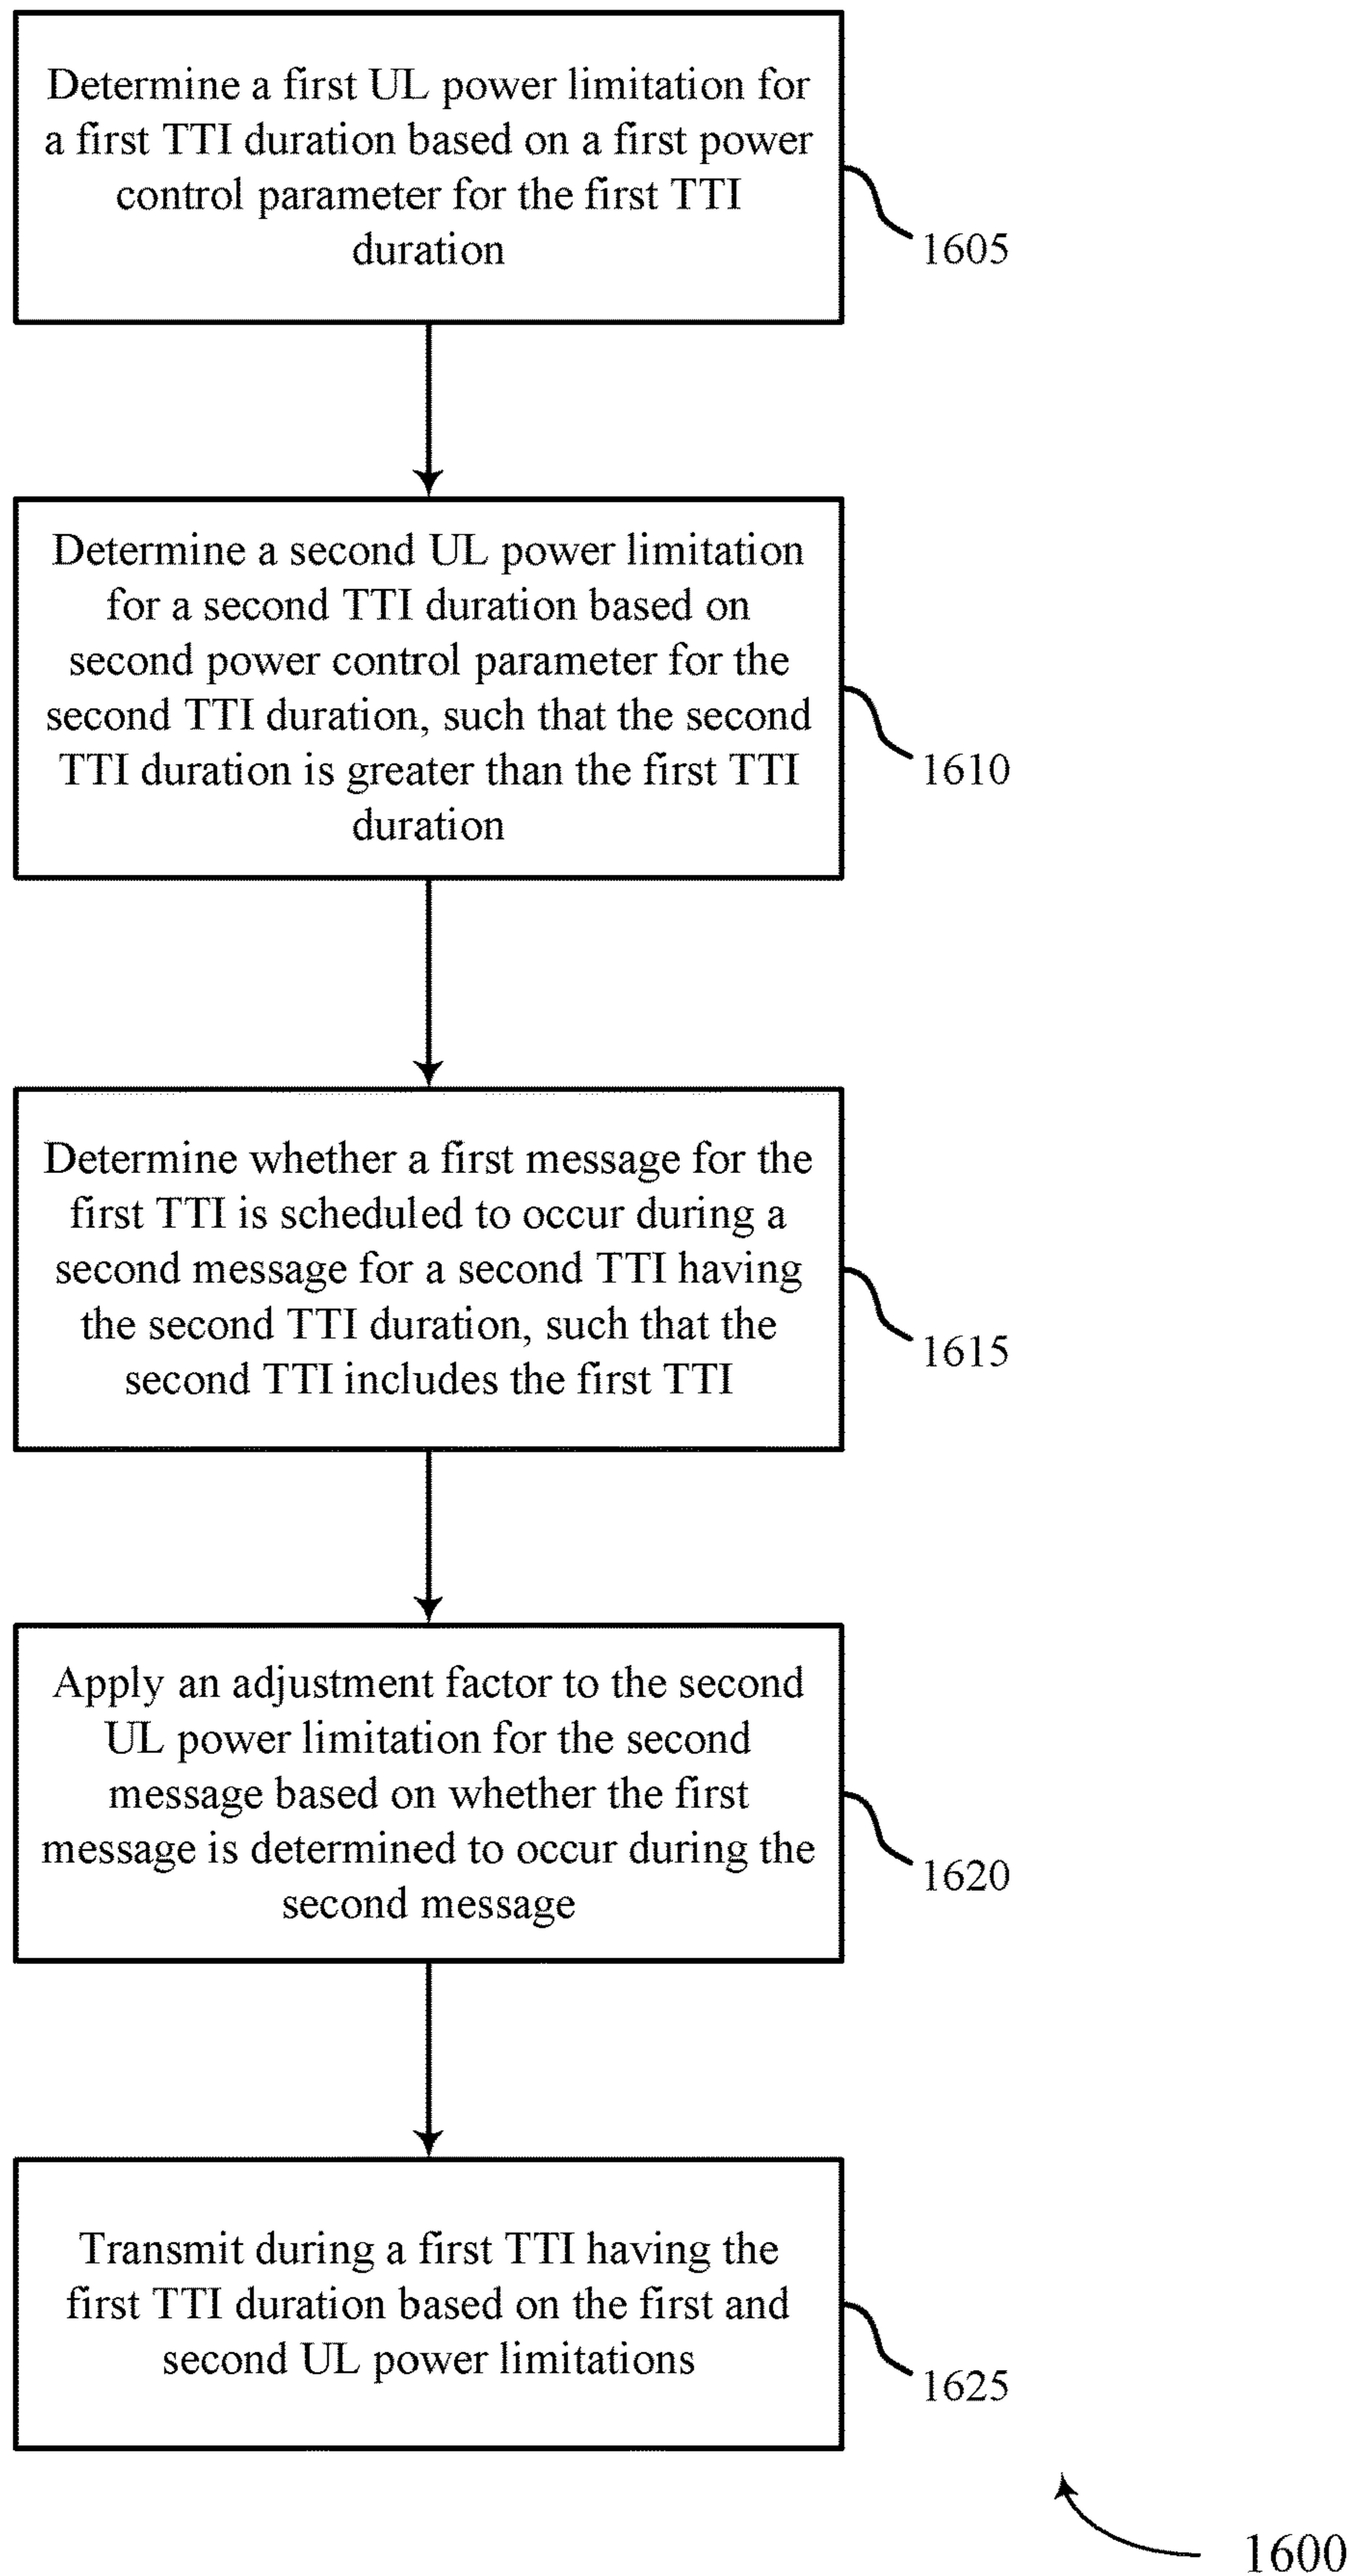 Determine a first UL power limitation for
a first TTI duration based on a first power
control parameter for the first TTI
duration
1605
Determine a second UL power limitation
for a second TTI duration based on
second power control parameter for the
second TTI duration, such that the second
TTI duration is greater than the first TTI
duration
1610
Determine whether a first message for the
first TTI is scheduled to occur during a
second message for a second TTI having
the second TTI duration, such that the
second TTI includes the first TTI
1615
Apply an adjustment factor to the second
UL power limitation for the second
message based on whether the first
message is determined to occur during the
second message
1620
Transmit during a first TTI having the
first TTI duration based on the first and
second UL power limitations
1625
1600